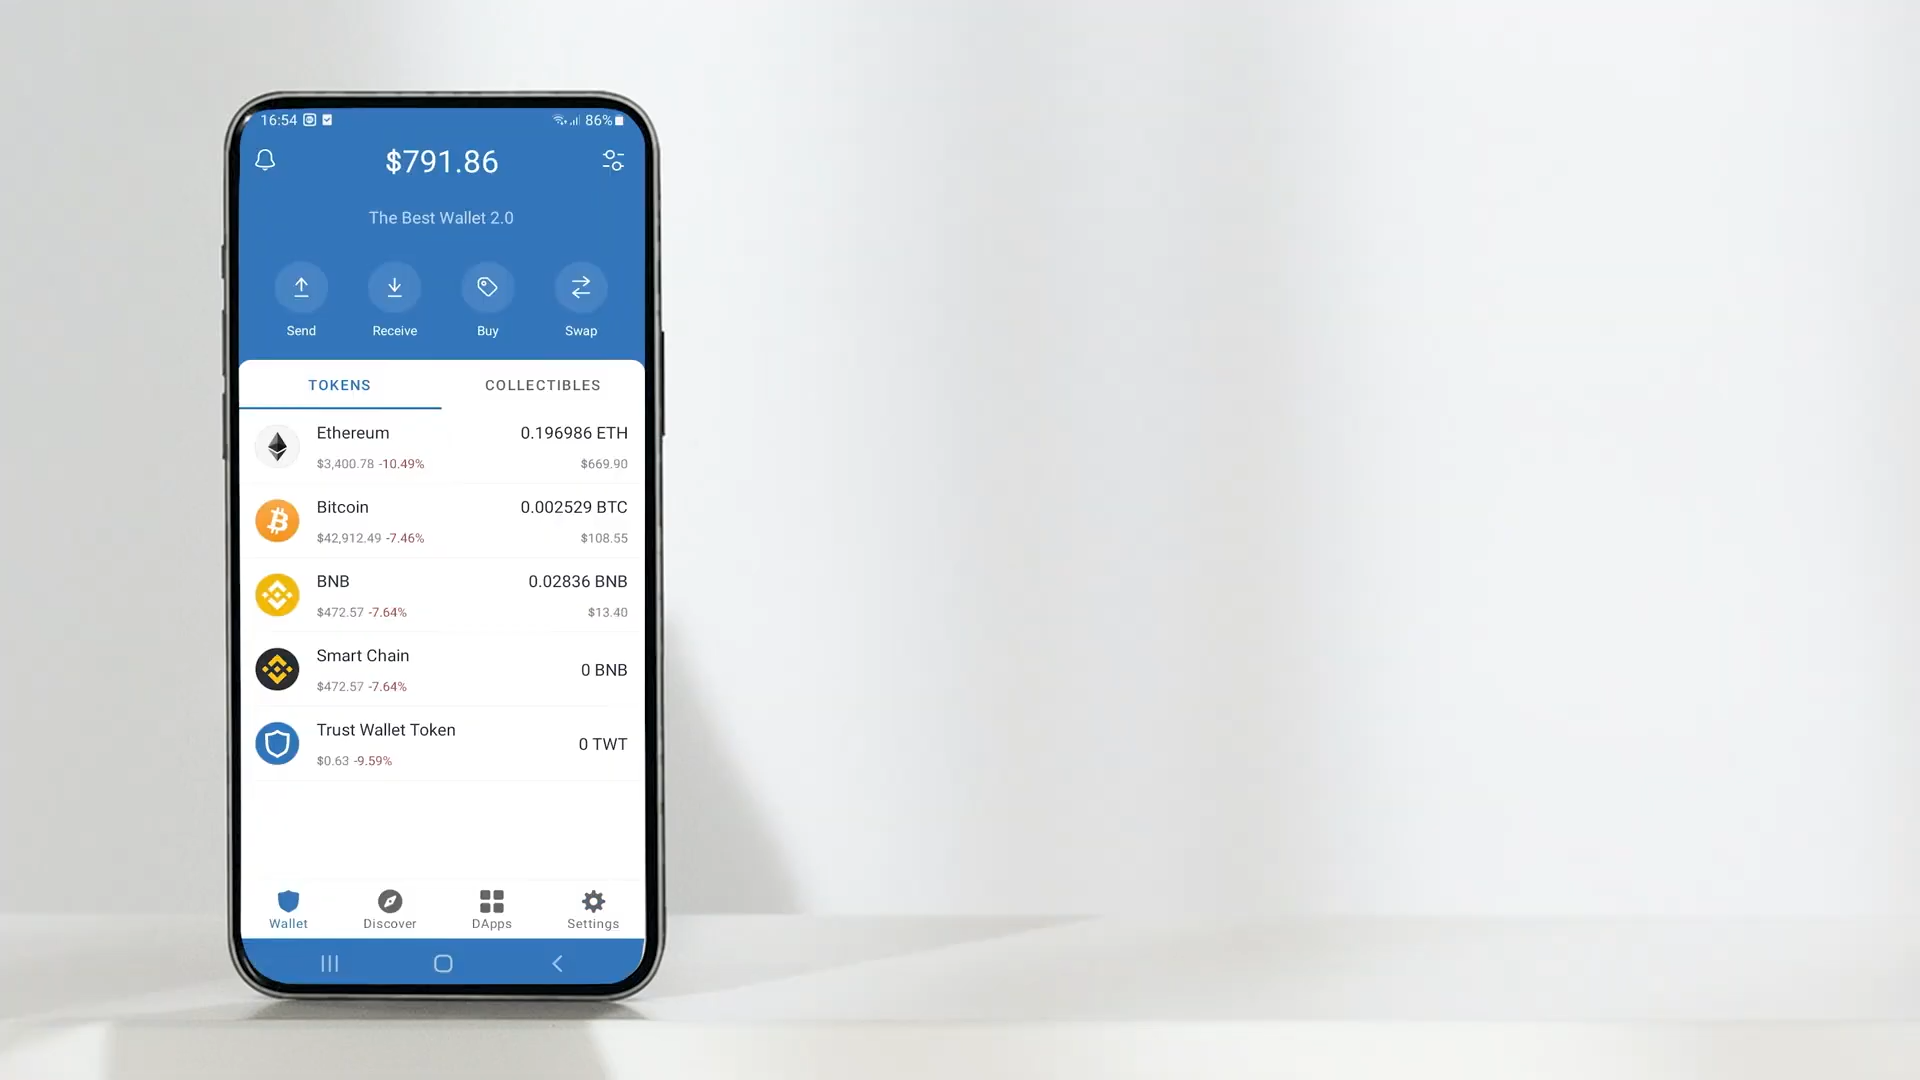 16:54 86%
$791.86
The Best Wallet 2.0
Send Receive Buy Swap
TOKENS COLLECTIBLES
Ethereum 0.196986 ETH
$3,400.78 -10.49% $669.90
Bitcoin 0.002529 BTC
$42,912.49 -7.46% $108.55
BNB 0.02836 BNB
$472.57 -7.64% $13.40
Smart Chain 0 BNB
$472.57 -7.64%
Trust Wallet Token 0 TWT
$0.63 -9.59%
Wallet Discover DApps Settings